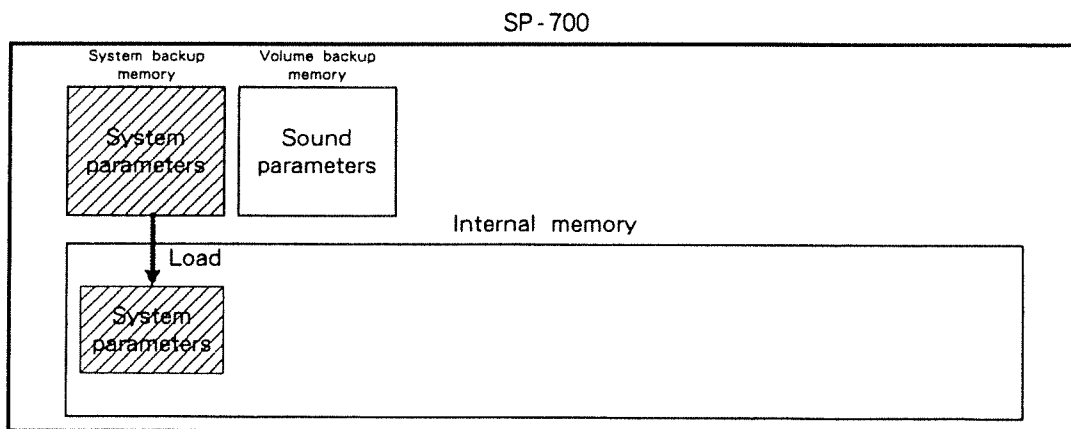 SP-700
System backup
memory
Volume backup
memory
System
parameters
Sound
parameters
Internal memory
Load
System
parameters